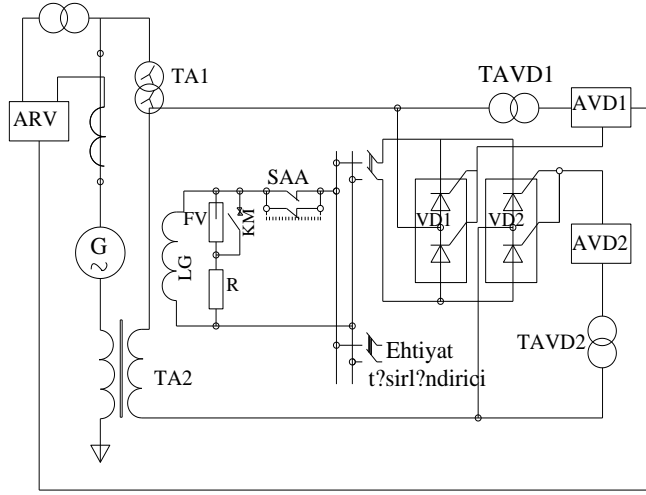 TA1
TAVD1
AVD1
ARV
SAA
FV
KM
VD1
VD2
G
LG
R
AVD2
TAVD2
Ehtiyat
t?sirl?ndirici
TA2